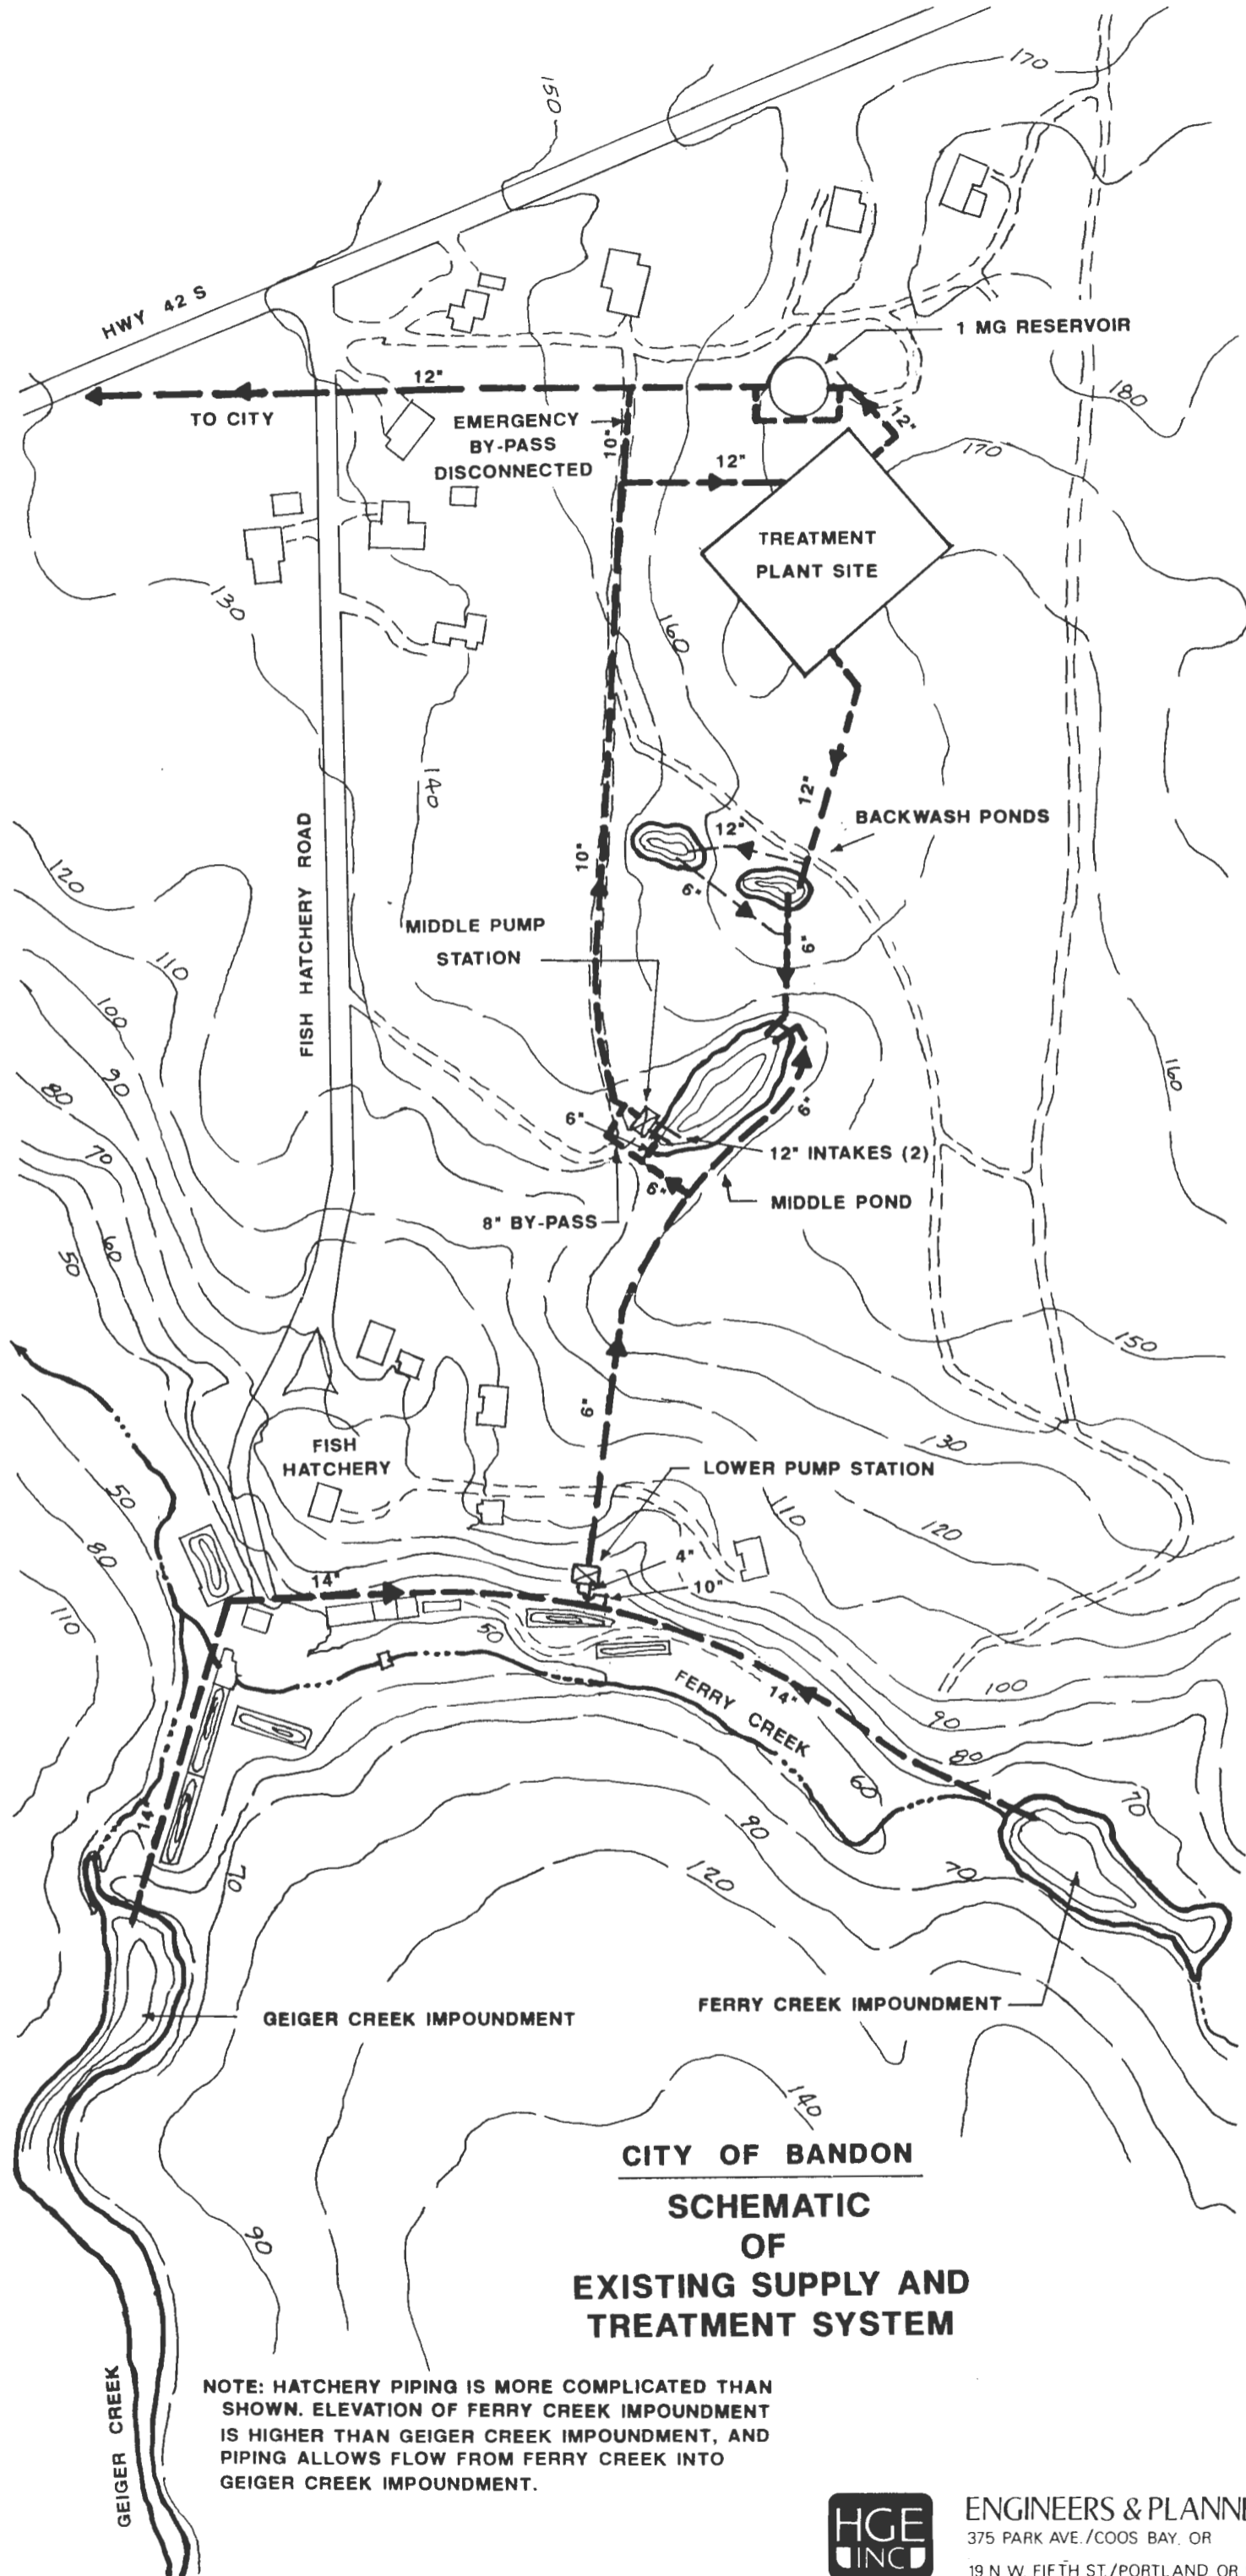 170
150
HWY 42 S
1 MG RESERVOIR
180
12"
TO CITY
EMERGENCY
BY-PASS
DISCONNECTED
10"
12"
12"
170
TREATMENT
PLANT SITE
130
160
140
12"
BACKWASH PONDS
12"
6"
6"
10"
FISH HATCHERY ROAD
MIDDLE PUMP
STATION
120
110
100
90
80
70
60
50
160
6"
6"
12" INTAKES (2)
6"
MIDDLE POND
8" BY-PASS
150
6"
FISH
HATCHERY
130
LOWER PUMP STATION
110
120
50
80
110
4"
10"
14"
50
FERRY CREEK
14"
100
90
80
60
70
14"
70
90
120
70
GEIGER CREEK IMPOUNDMENT
FERRY CREEK IMPOUNDMENT
140
90
CITY OF BANDON
SCHEMATIC
OF
EXISTING SUPPLY AND
TREATMENT SYSTEM
GEIGER CREEK
NOTE: HATCHERY PIPING IS MORE COMPLICATED THAN
SHOWN. ELEVATION OF FERRY CREEK IMPOUNDMENT
IS HIGHER THAN GEIGER CREEK IMPOUNDMENT, AND
PIPING ALLOWS FLOW FROM FERRY CREEK INTO
GEIGER CREEK IMPOUNDMENT.
HGE
INC
ENGINEERS & PLANN
375 PARK AVE./COOS BAY, OR
19 N.W. FIFTH ST./PORTLAND, OR